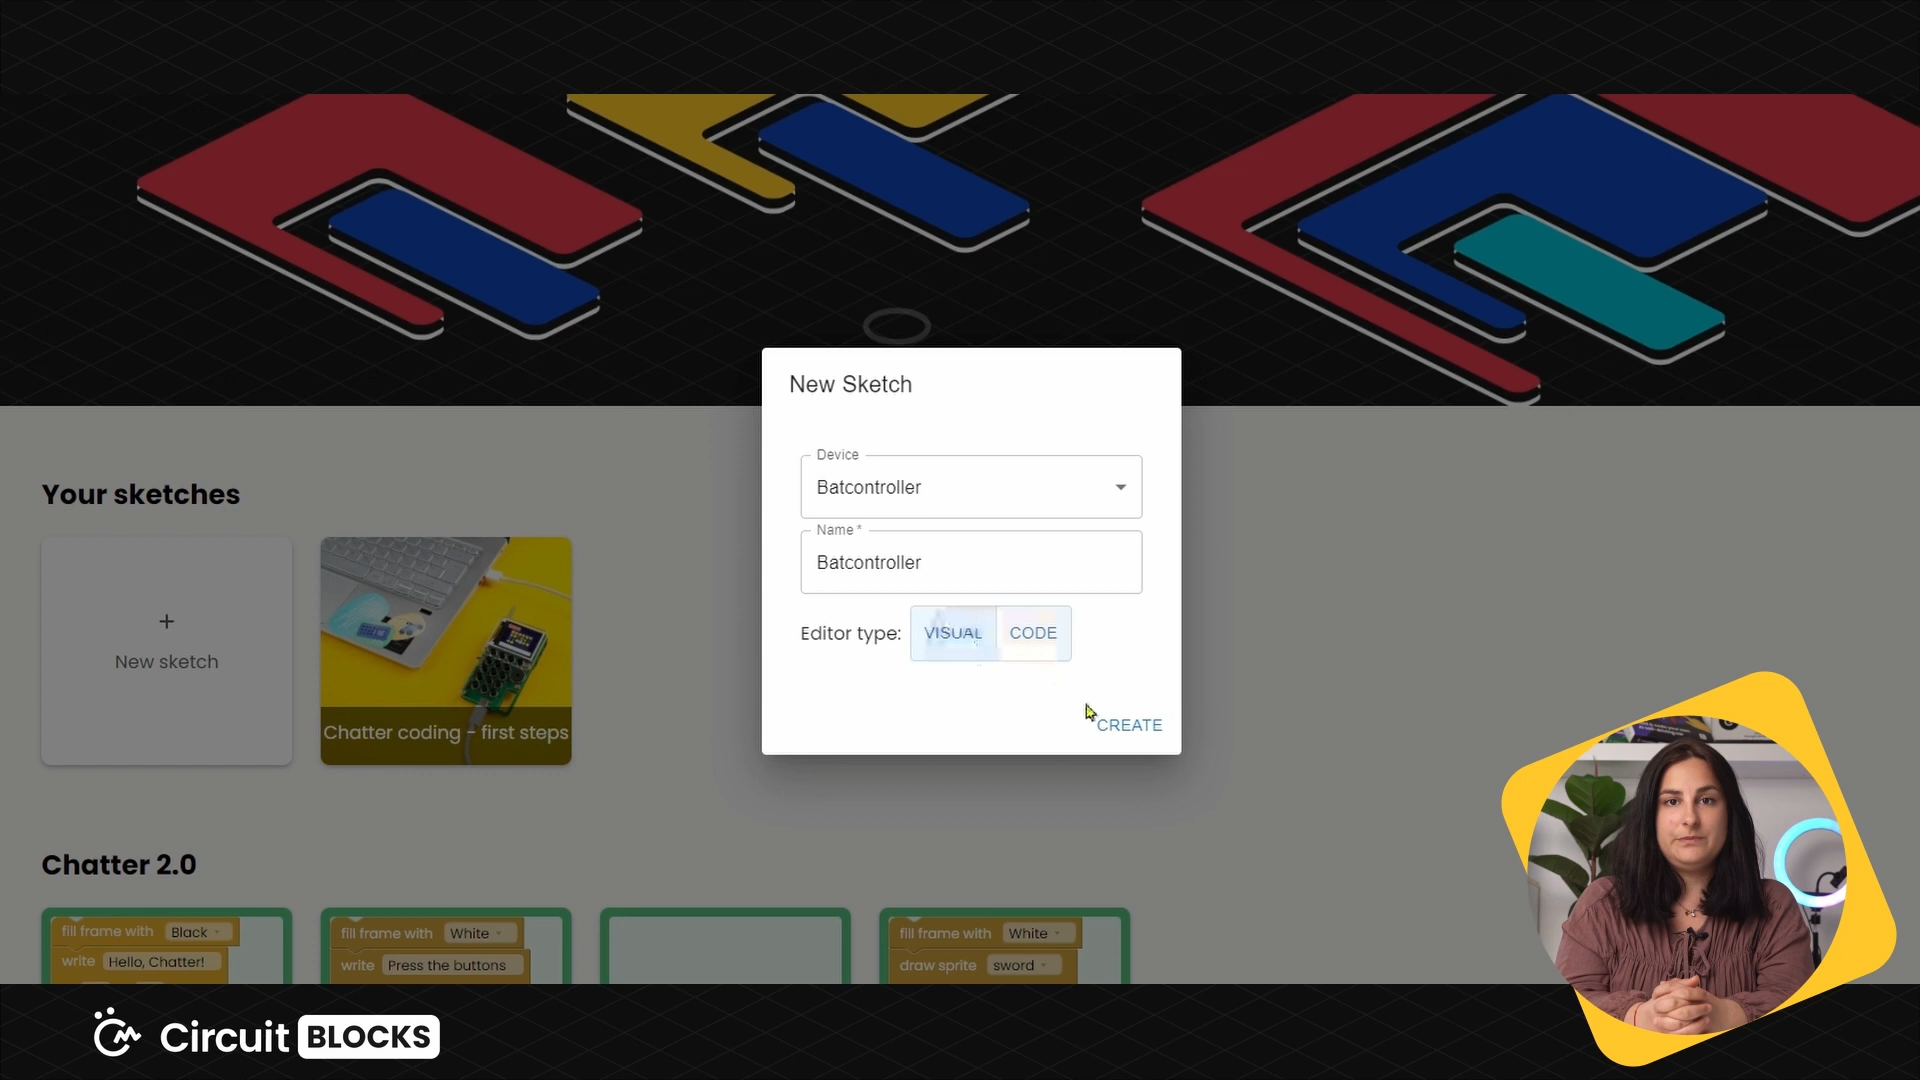 New Sketch
Device
Batcontroller
Name *
Batcontroller
Editor type: VISUAL CODE
CREATE
Your sketches
+
New sketch
Chatter coding - first steps
Chatter 2.0
fill frame with Black
write Hello, Chatter!
fill frame with White
write Press the buttons
fill frame with White
draw sprite sword
Circuit BLOCKS